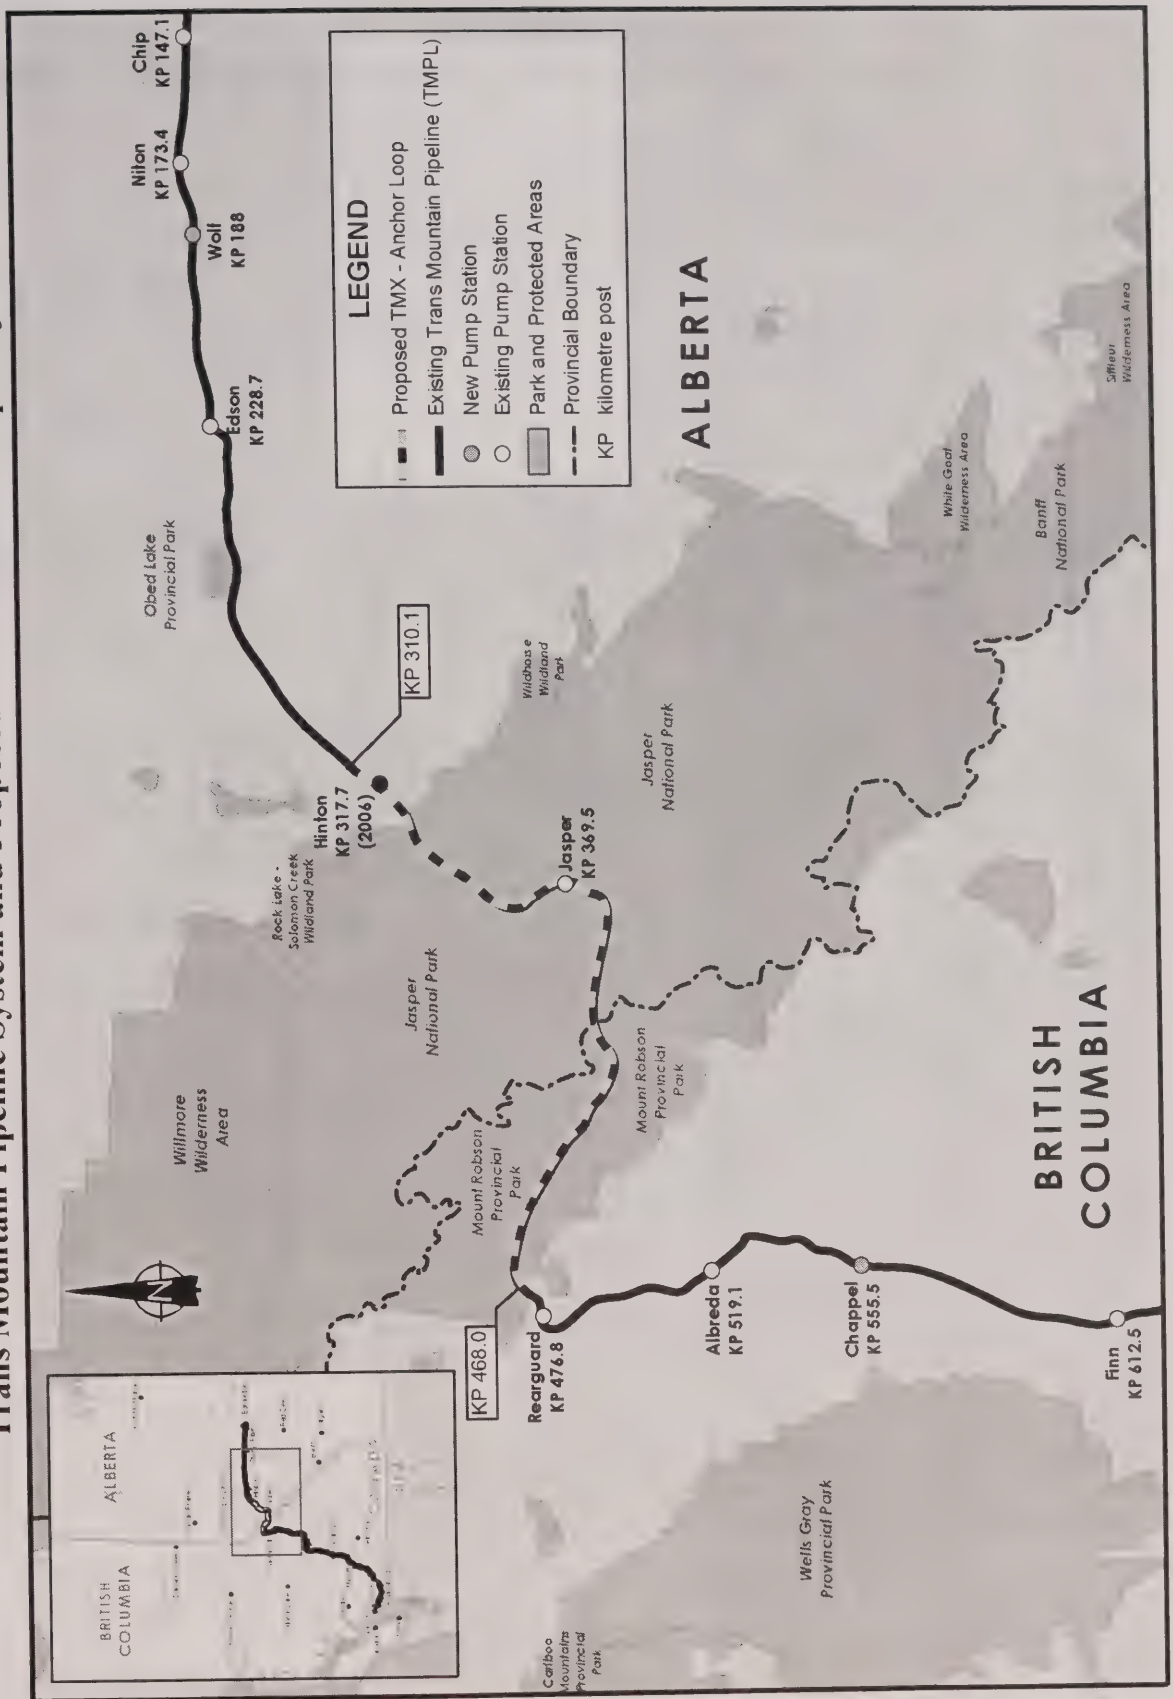 Trans Mountain Pipeline System and
BRITISH
COLUMBIA
ALBERTA
Chip
KP 147.1
Niton
KP 173.4
Wolf
KP 188
Edson
KP 228.7
Obed Lake
Provincial Park
KP 310.1
Hinton
KP 317.7
(2006)
Rock Lake -
Solomon Creek
Wildland Park
Willmore
Wilderness
Area
N
Jasper
National Park
Jasper
KP 369.5
Wildhorse
Wildland
Park
Jasper
National Park
Mount Robson
Provincial
Park
Mount Robson
Provincial
Park
KP 468.0
Rearguard
KP 476.8
Albreda
KP 519.1
Chappel
KP 555.5
Finn
KP 612.5
Cariboo
Mountains
Provincial
Park
Wells Gray
Provincial Park
BRITISH
COLUMBIA
ALBERTA
White Goat
Wilderness Area
Banff
National Park
Siffleur
Wilderness Area
LEGEND
Proposed TMX - Anchor Loop
Existing Trans Mountain Pipeline (TMPL)
New Pump Station
Existing Pump Station
Park and Protected Areas
Provincial Boundary
KP kilometre post